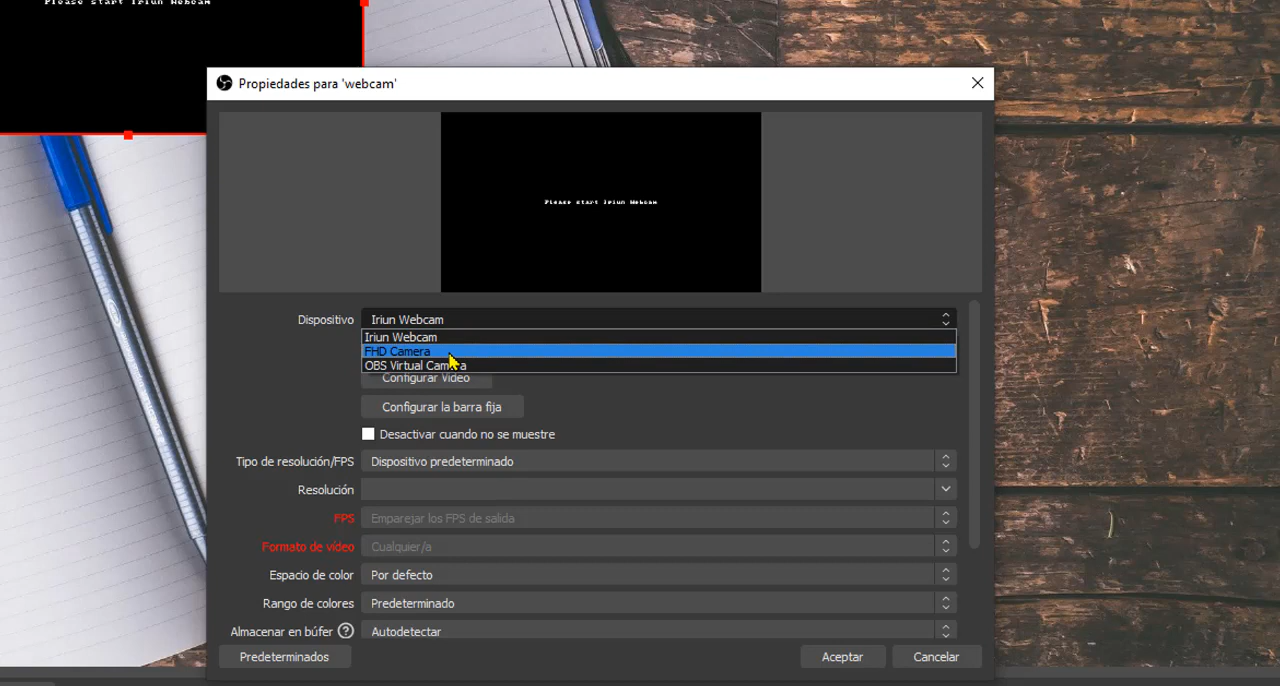 Please start Iriun Webcam
Propiedades para 'webcam'
Please start Iriun Webcam
Dispositivo
Iriun Webcam
Iriun Webcam
FHD Camera
OBS Virtual Camera
Configurar Vídeo
Configurar la barra fija
Desactivar cuando no se muestre
Tipo de resolución/FPS
Dispositivo predeterminado
Resolución
FPS
Emparejar los FPS de salida
Formato de vídeo
Cualquier/a
Espacio de color
Por defecto
Rango de colores
Predeterminado
Almacenar en búfer ?
Autodetectar
Predeterminados
Aceptar
Cancelar